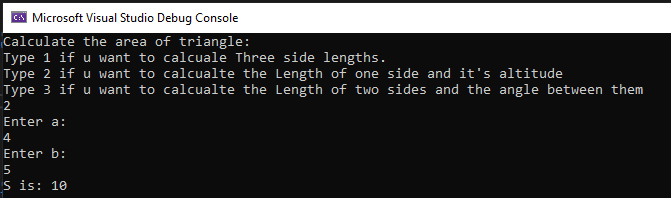 Microsoft Visual Studio Debug Console
Calculate the area of triangle:
Type 1 if u want to calcuale Three side lengths.
Type 2 if u want to calcualte the Length of one side and it's altitude
Type 3 if u want to calcualte the Length of two sides and the angle between them
2
Enter a:
4
Enter b:
5
S is: 10